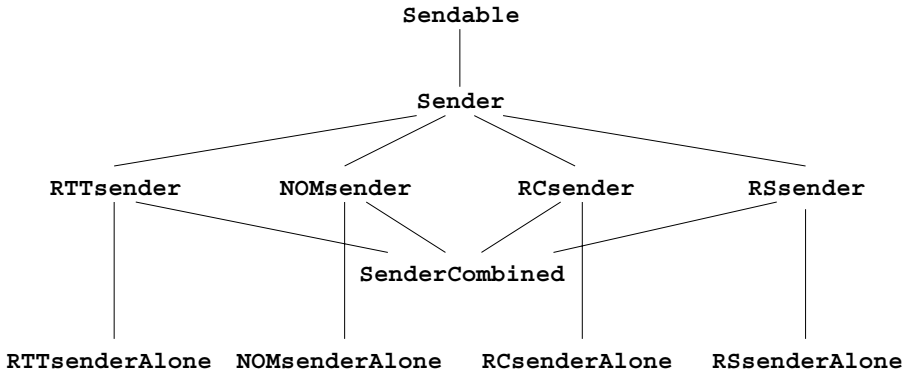 Sendable
Sender
RTTsender NOMsender RCsender RSsender
SenderCombined
RTTsenderAlone NOMsenderAlone RCsenderAlone RSsenderAlone